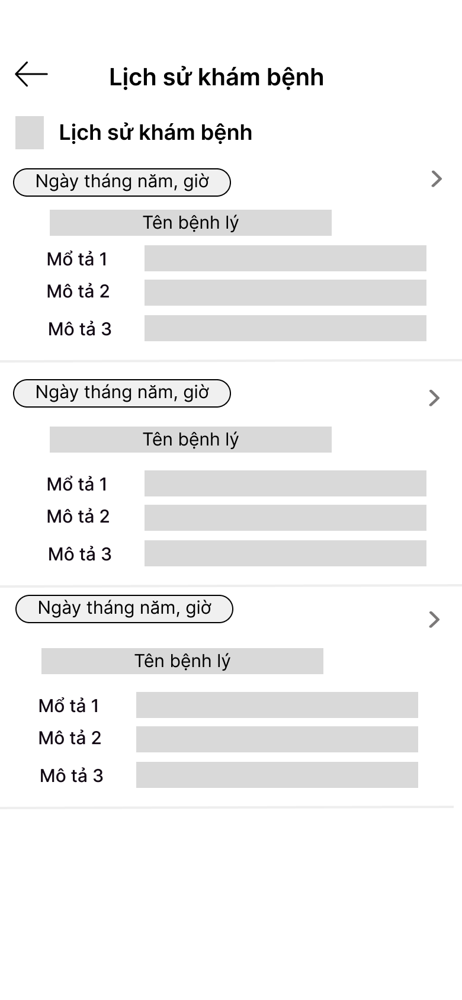 Lịch sử khám bệnh
Lịch sử khám bệnh
Ngày tháng năm, giờ
Tên bệnh lý
Mổ tả 1
Mô tả 2
Mô tả 3
Ngày tháng năm, giờ
Tên bệnh lý
Mổ tả 1
Mô tả 2
Mô tả 3
Ngày tháng năm, giờ
Tên bệnh lý
Mổ tả 1
Mô tả 2
Mô tả 3